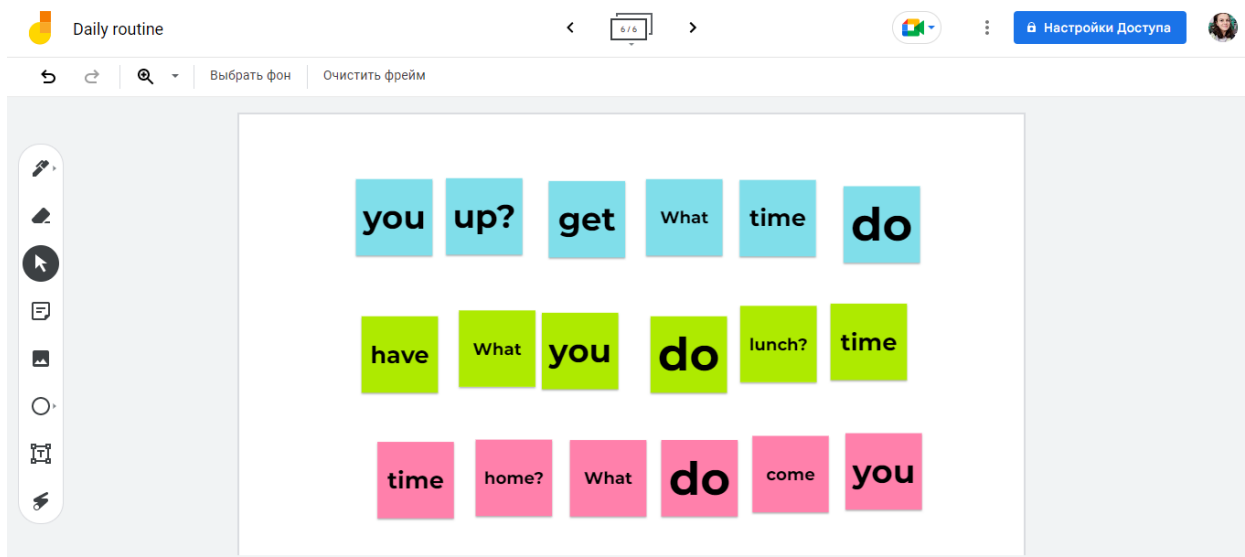 Daily routine
6/6
Настройки Доступа
Выбрать фон
Очистить фрейм
you up? get What time do
have What you do lunch? time
time home? What do come you